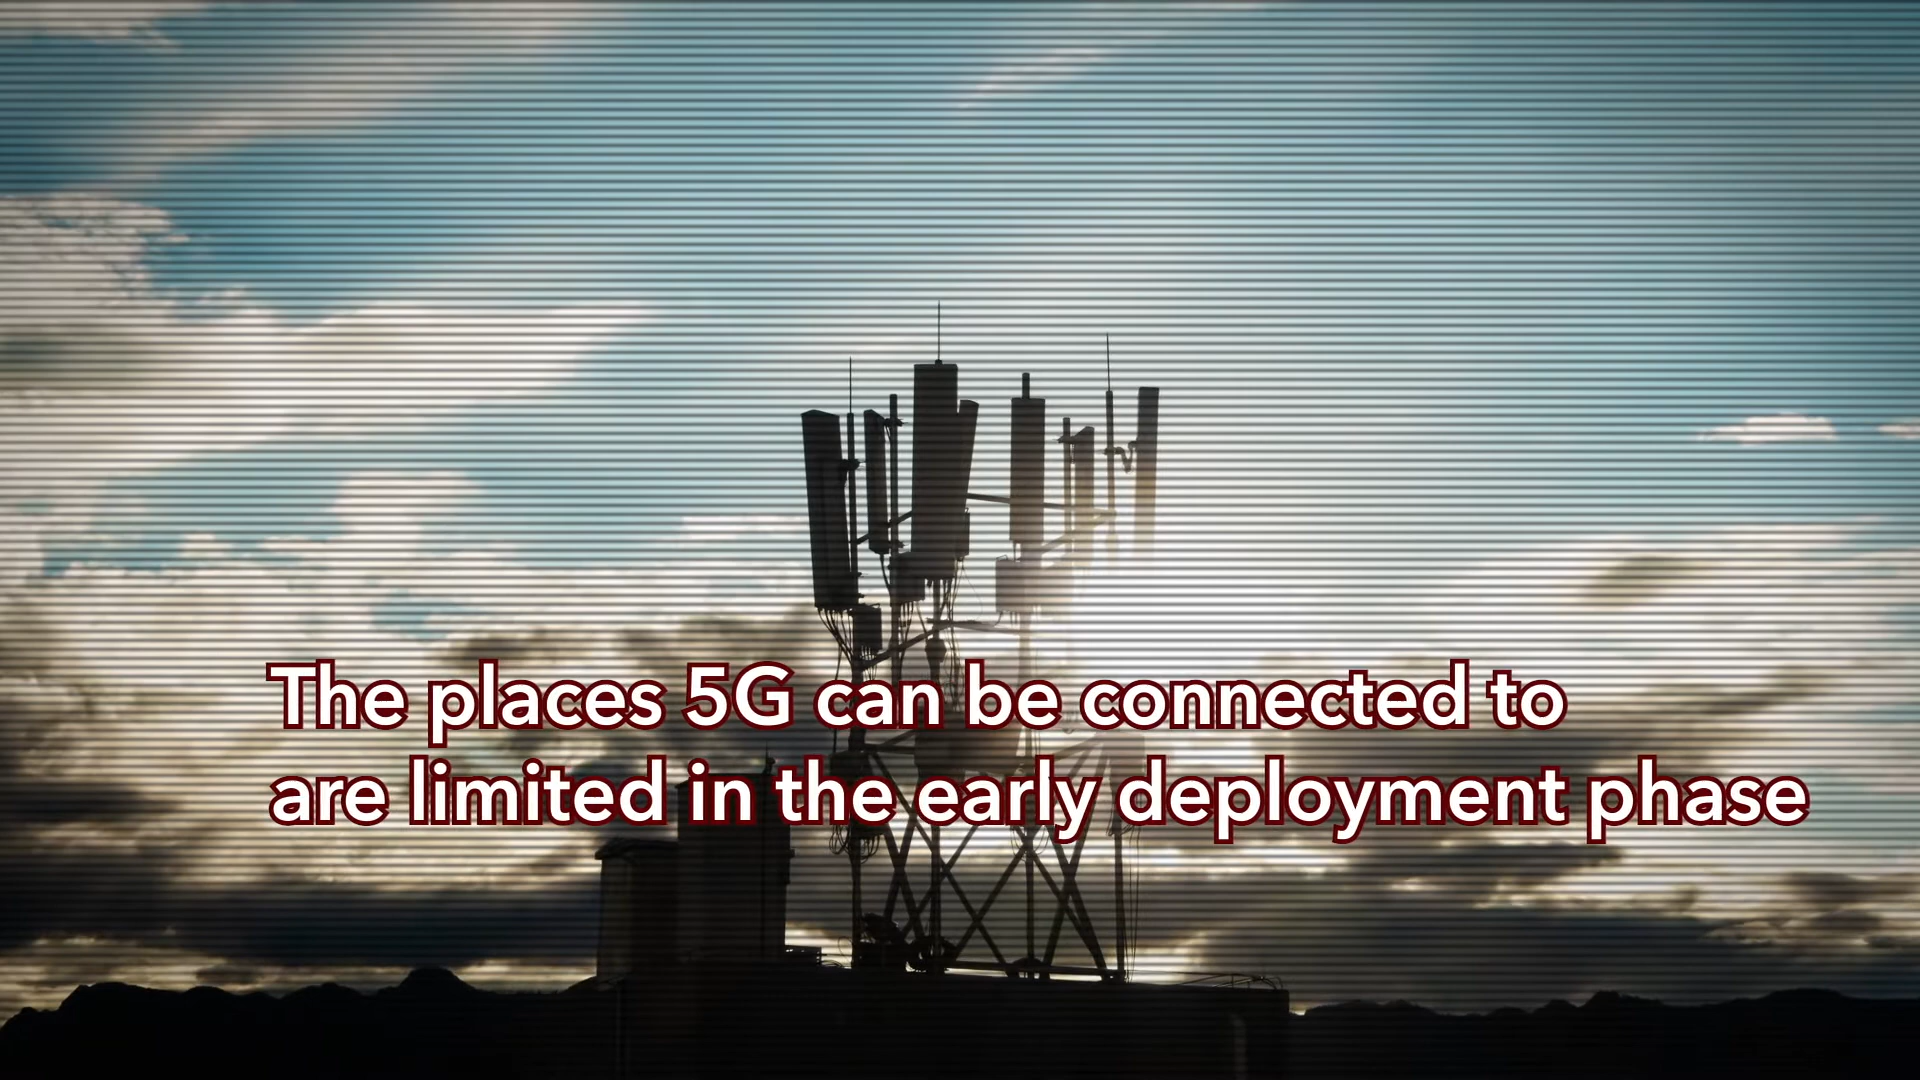 The places 5G can be connected to
are limited in the early deployment phase